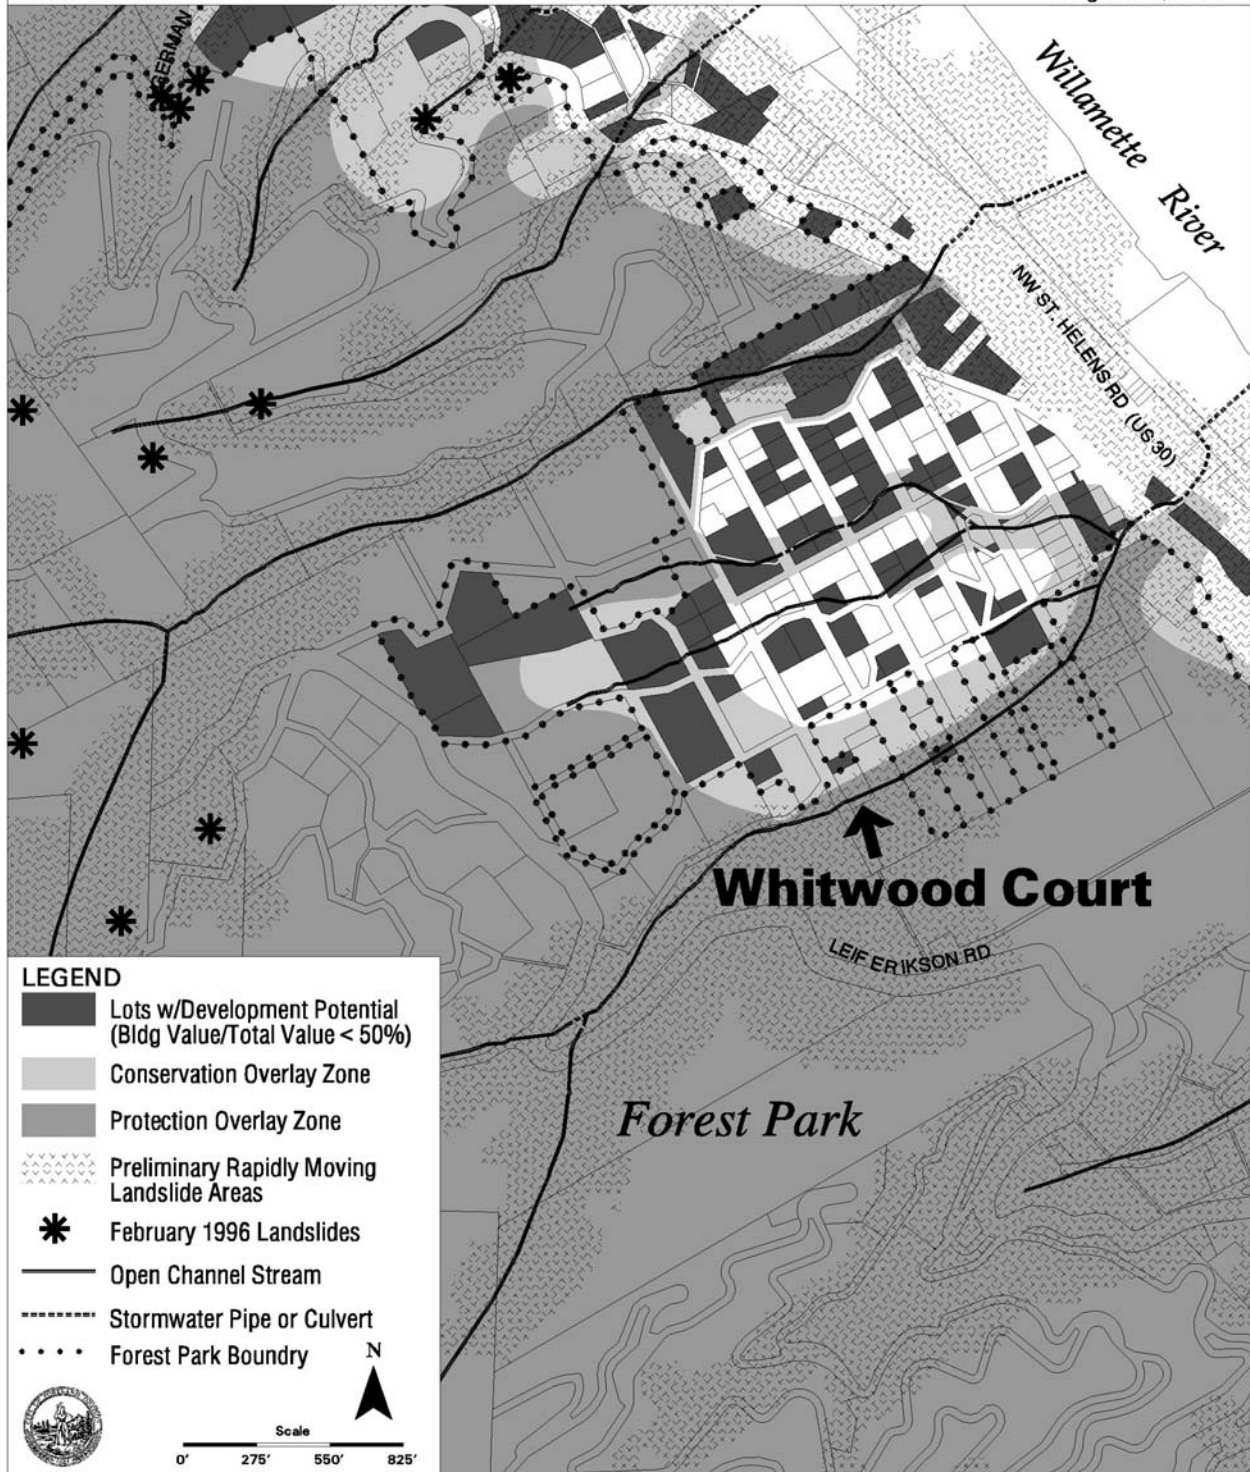 GERMAN
Willamette
River
NW ST. HELENS RD (US 30)
Whitwood Court
LEIF ERIKSON RD
Forest Park
LEGEND
Lots w/Development Potential
(Bldg Value/Total Value < 50%)
Conservation Overlay Zone
Protection Overlay Zone
Preliminary Rapidly Moving
Landslide Areas
February 1996 Landslides
Open Channel Stream
Stormwater Pipe or Culvert
Forest Park Boundry
N
Scale
0' 275' 550' 825'